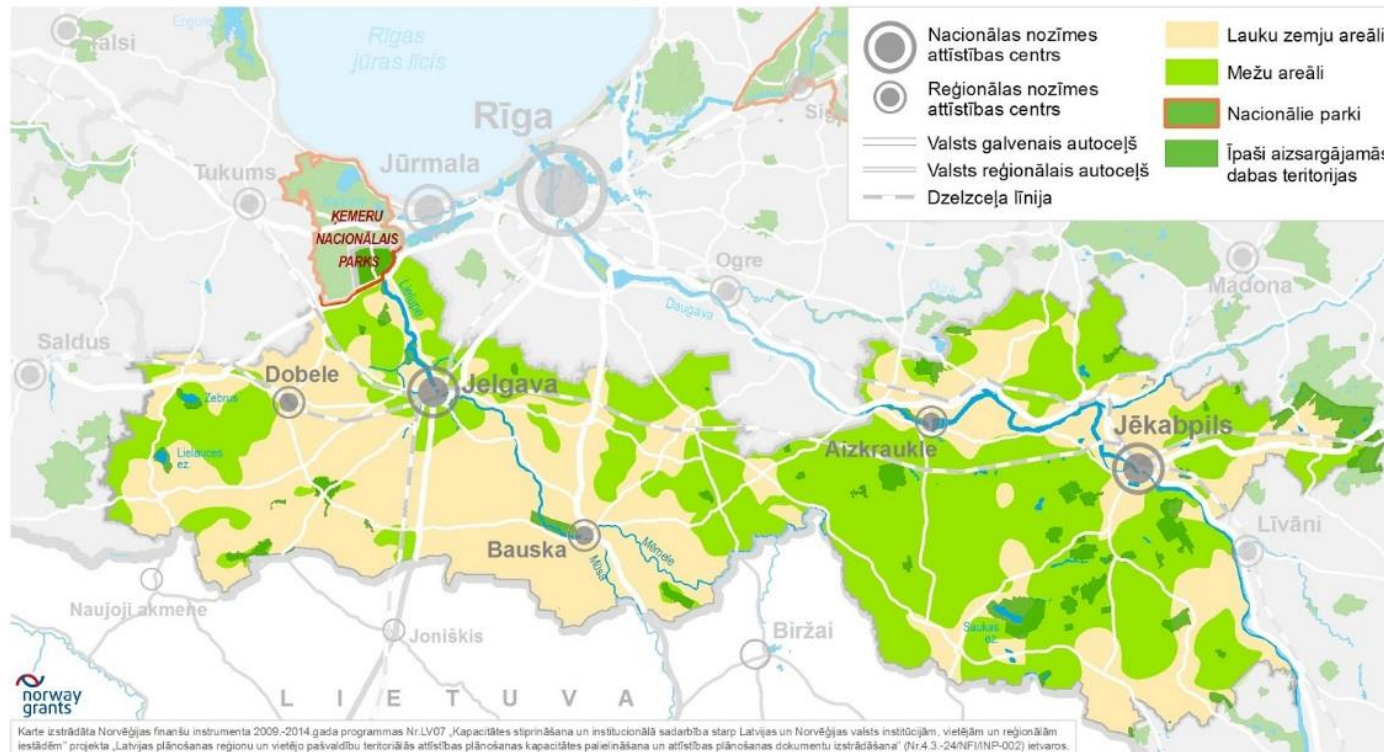 Engure
Talsi
Rīgas
jūras līcis
Rīga
Jūrmala
Tukums
ĶEMERU
NACIONĀLAIS
PARKS
Nacionālas nozīmes
attīstības centrs
Reģionālas nozīmes
attīstības centrs
Valsts galvenais autoceļš
Valsts reģionālais autoceļš
Dzelzceļa līnija
Lauku zemju areāli
Mežu areāli
Nacionālie parki
Īpaši aizsargājamās
dabas teritorijas
Ogre
Ogre
Madona
Daugava
Lielupe
Saldus
Dobele
Jelgava
Zebrus
Lielauces
ez.
Aizkraukle
Jēkabpils
Līvāni
Bauska
Mēmele
Mūsa
Saukas
ez.
Naujoji akmene
Joniškis
Biržai
LIETUVA
norway
grants
Karte izstrādāta Norvēģijas finanšu instrumenta 2009.-2014.gada programmas Nr.LV07 „Kapacitātes stiprināšana un institucionālā sadarbība starp Latvijas un Norvēģijas valsts institūcijām, vietējām un reģionālām
iestādēm” projekta „Latvijas plānošanas reģionu un vietējo pašvaldību teritoriālās attīstības plānošanas kapacitātes palielināšana un attīstības plānošanas dokumentu izstrādāšana” (Nr.4.3.-24/NFI/INP-002) ietvaros.